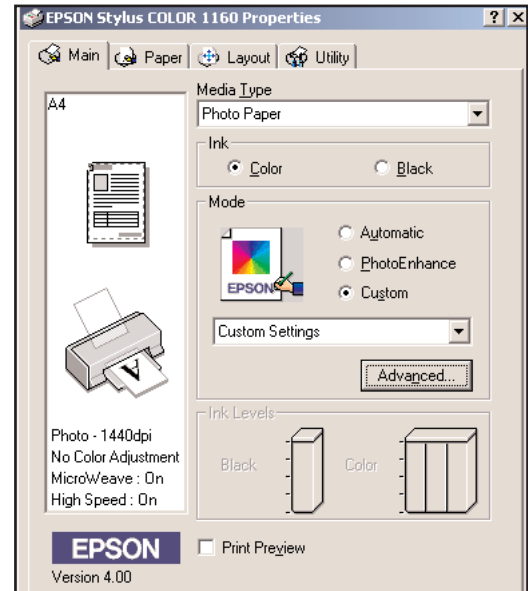 EPSON Stylus COLOR 1160 Properties
Main Paper Layout Utility
A4
Media Type
Photo Paper
Ink
Color Black
Mode
EPSON
Automatic
PhotoEnhance
Custom
Custom Settings
Advanced...
A
Photo - 1440dpi
No Color Adjustment
MicroWeave : On
High Speed : On
Ink Levels
Black Color
EPSON
Version 4.00
Print Preview